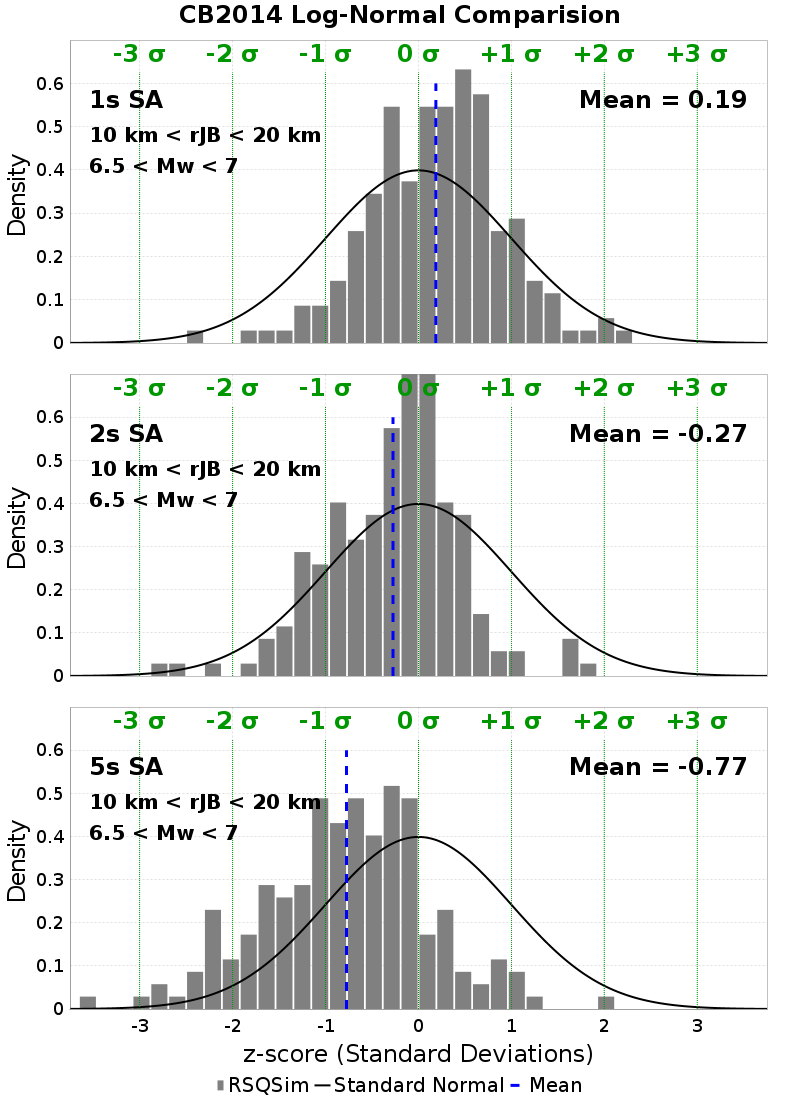 CB2014 Log-Normal Comparision
-3 σ -2 σ -1 σ 0 σ +1 σ +2 σ +3 σ
1s SA
Mean = 0.19
10 km < rJB < 20 km
6.5 < Mw < 7
Density
0.6
0.5
0.4
0.3
0.2
0.1
0
-3 σ -2 σ -1 σ 0 σ +1 σ +2 σ +3 σ
2s SA
Mean = -0.27
10 km < rJB < 20 km
6.5 < Mw < 7
Density
0.6
0.5
0.4
0.3
0.2
0.1
0
-3 σ -2 σ -1 σ 0 σ +1 σ +2 σ +3 σ
5s SA
Mean = -0.77
10 km < rJB < 20 km
6.5 < Mw < 7
Density
0.6
0.5
0.4
0.3
0.2
0.1
0
-3 -2 -1 0 1 2 3
z-score (Standard Deviations)
RSQSim Standard Normal Mean